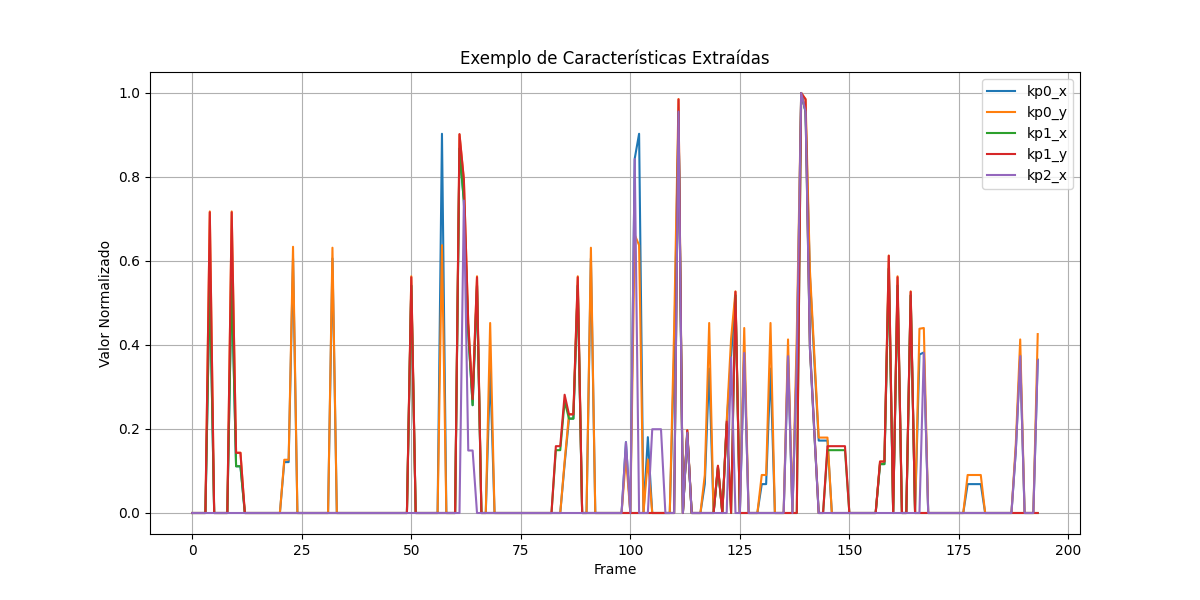 Exemplo de Características Extraídas
Valor Normalizado
1.0
0.8
0.6
0.4
0.2
0.0
0 25 50 75 100 125 150 175 200
Frame
kp0_x
kp0_y
kp1_x
kp1_y
kp2_x